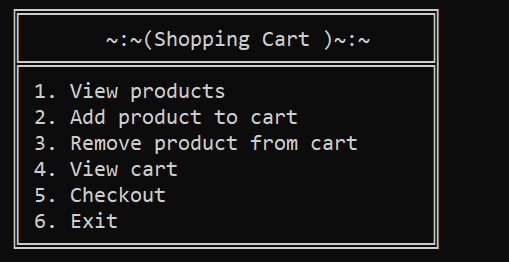 ~:~(Shopping Cart )~:~
1. View products
2. Add product to cart
3. Remove product from cart
4. View cart
5. Checkout
6. Exit